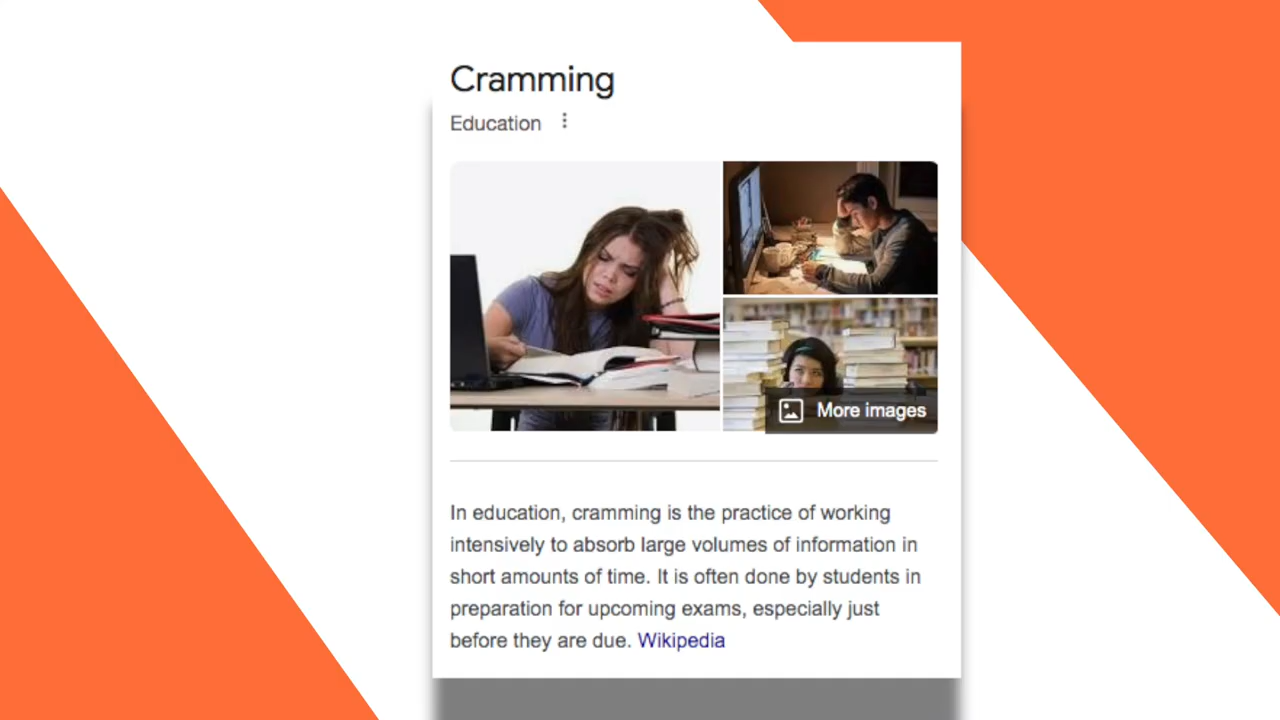 Cramming
Education
More images
In education, cramming is the practice of working
intensively to absorb large volumes of information in
short amounts of time. It is often done by students in
preparation for upcoming exams, especially just
before they are due. Wikipedia